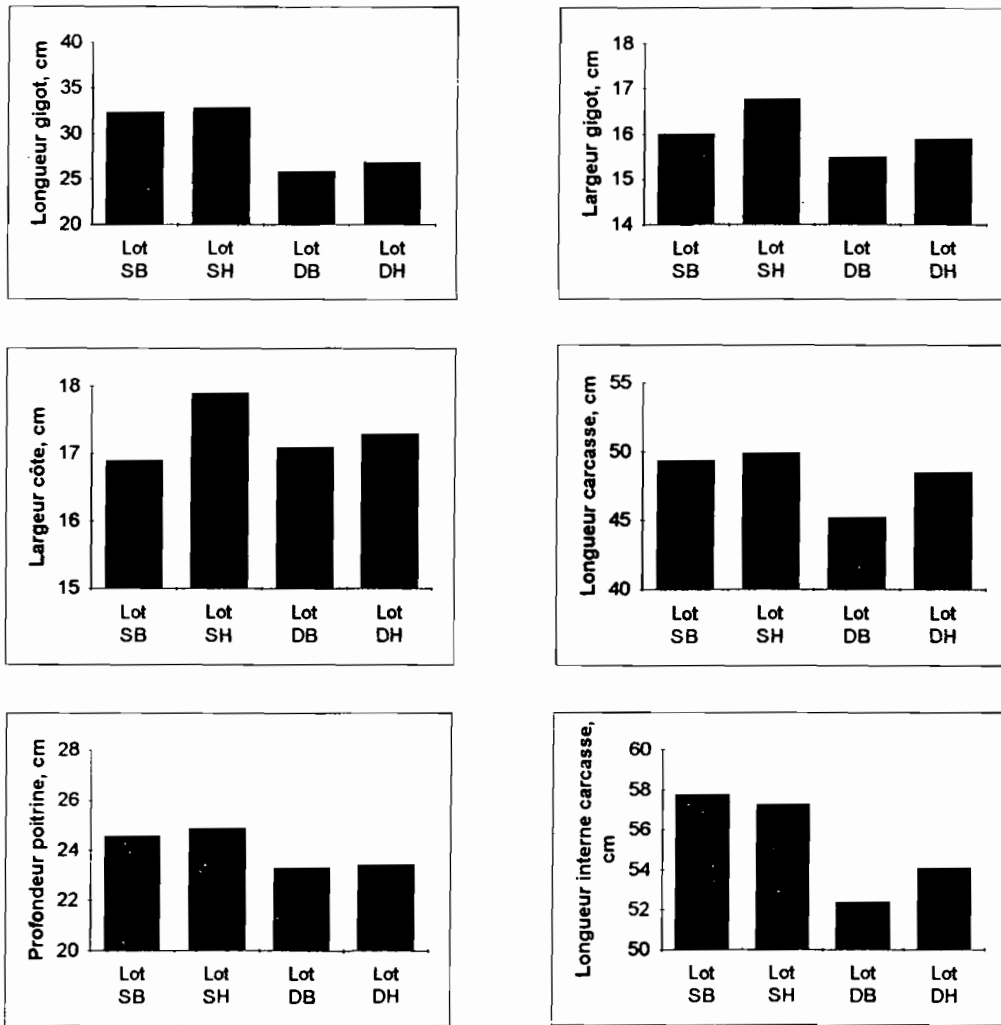 Longueur gigot, cm
40
35
30
25
20
Lot SB
Lot SH
Lot DB
Lot DH
Largeur gigot, cm
18
17
16
15
14
Lot SB
Lot SH
Lot DB
Lot DH
Largeur côte, cm
18
17
16
15
Lot SB
Lot SH
Lot DB
Lot DH
Longueur carcasse, cm
55
50
45
40
Lot SB
Lot SH
Lot DB
Lot DH
Profondeur poitrine, cm
28
26
24
22
20
Lot SB
Lot SH
Lot DB
Lot DH
Longueur interne carcasse,
cm
60
58
56
54
52
50
Lot SB
Lot SH
Lot DB
Lot DH